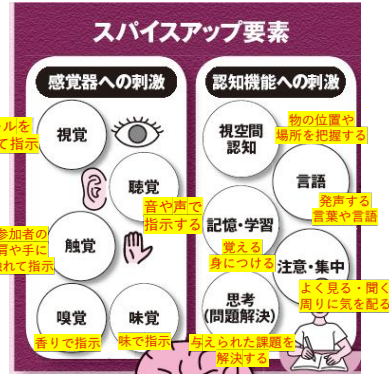 スパイスアップ要素
感覚器への刺激
視覚
ルを
て指示
聴覚
音や声で
指示する
触覚
参加者の
肩や手に
れて指示
嗅覚
香りで指示
味覚
味で指示
認知機能への刺激
視空間
認知
物の位置や
場所を把握する
言語
発声する
言葉や言語
記憶・学習
覚える
身につける
注意・集中
よく見る・聞く
周りに気を配る
思考
(問題解決)
与えられた課題を
解決する